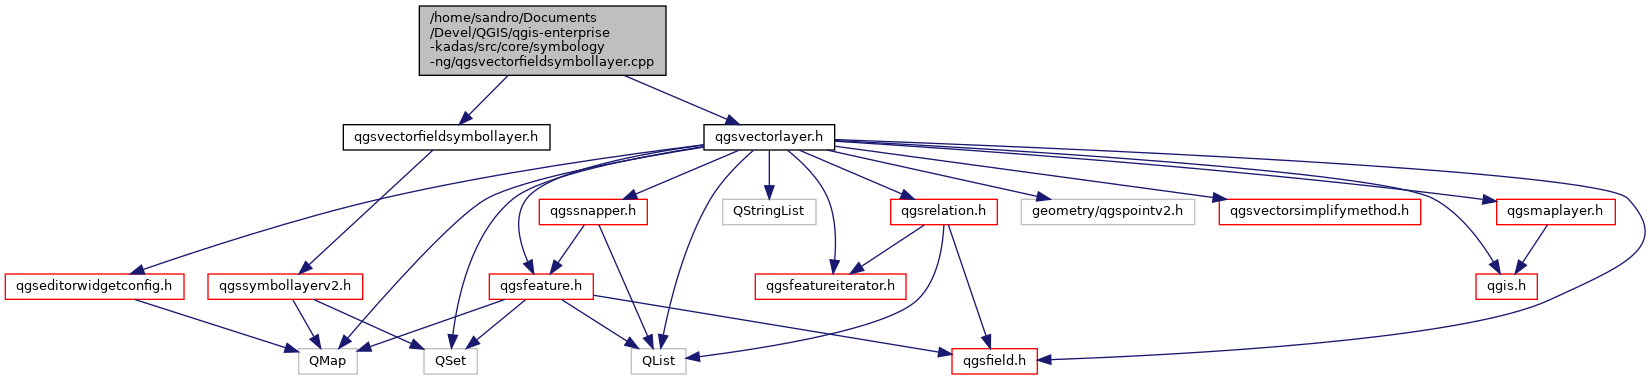 /home/sandro/Documents
/Devel/QGIS/qgis-enterprise
-kadas/src/core/symbology
-ng/qgsvectorfieldsymbollayer.cpp
qgsvectorfieldsymbollayer.h
qgsvectorlayer.h
qgssnapper.h
QStringList
qgsrelation.h
geometry/qgspointv2.h
qgsvectorsimplifymethod.h
qgsmaplayer.h
qgseditorwidgetconfig.h
qgssymbollayerv2.h
qgsfeature.h
qgsfeatureiterator.h
qgis.h
QMap
QSet
QList
qgsfield.h